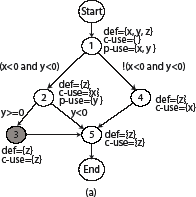 Start
def={x, y, z}
c-use={}
p-use={x, y }
1
(x<0 and y<0)
!(x<0 and y<0)
def={z}
c-use={x}
p-use={y }
2
4
def={z}
c-use={x}
y>=0
y<0
3
5
def={z}
c-use={z}
def={z}
c-use={z}
End
(a)